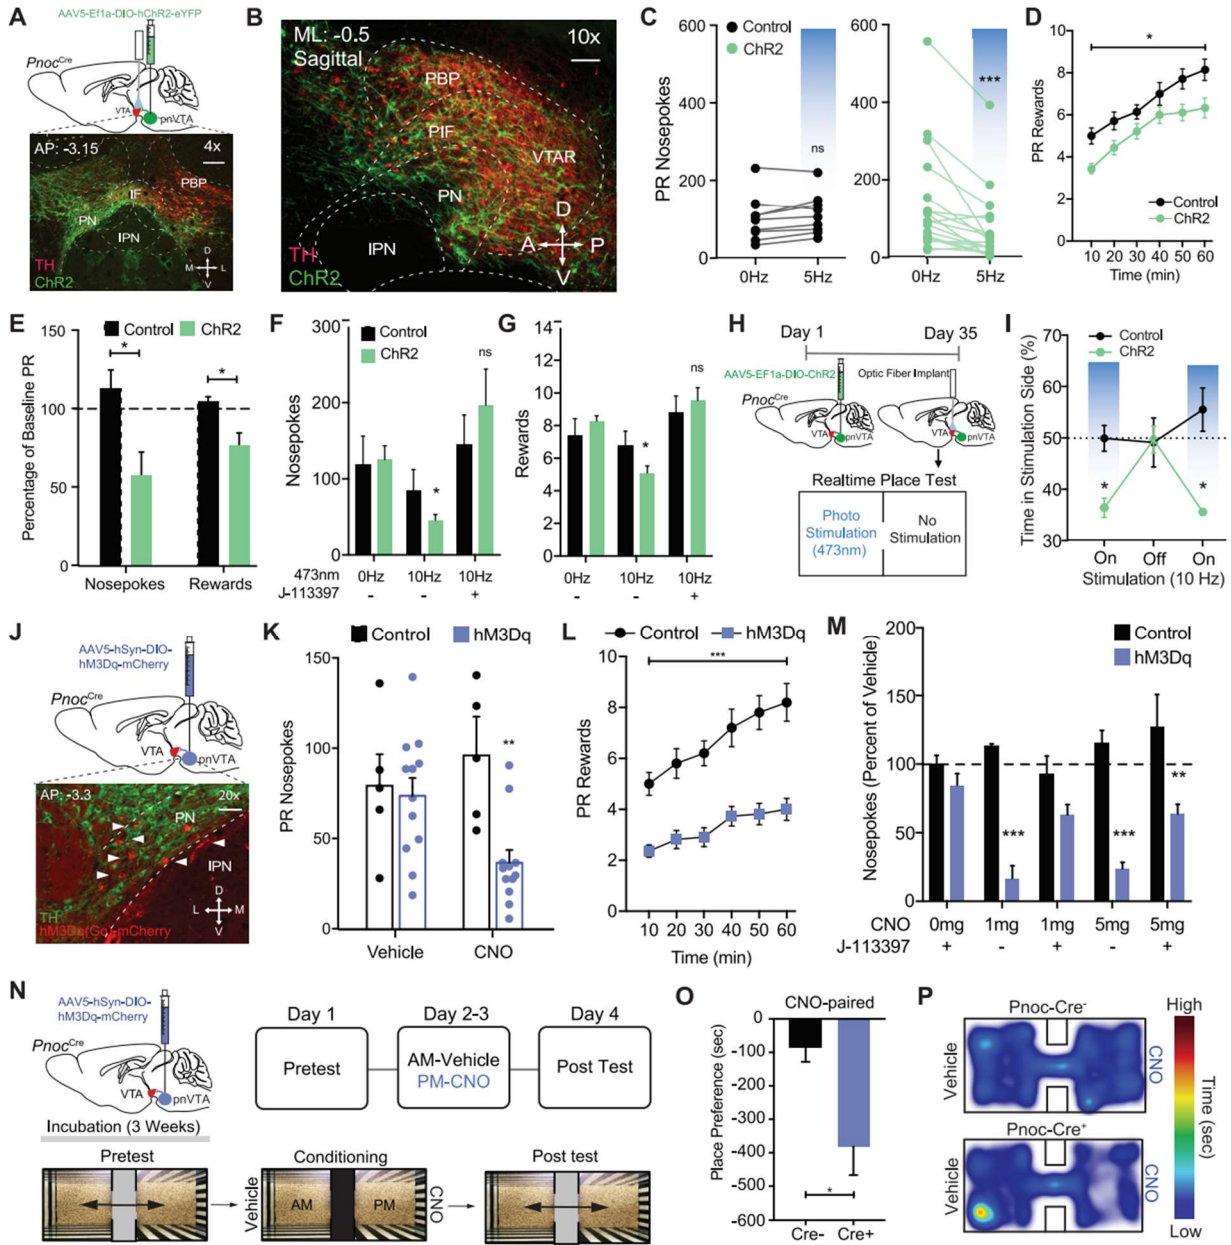 A
AAV5-Ef1a-DIO-hChR2-eYFP
PnocCre
VTA
pnVTA
AP: -3.15
4x
PBP
IF
PN
IPN
TH
ChR2
D
M
L
V
B
ML: -0.5
Sagittal
10x
PBP
PIF
VTAR
PN
IPN
D
A
P
V
TH
ChR2
C
Control
ChR2
PR Nosepokes
600
400
200
0
ns
0Hz
5Hz
600
400
200
0
***
0Hz
5Hz
D
*
PR Rewards
10
8
6
4
2
0
Control
ChR2
10 20 30 40 50 60
Time (min)
E
Control
ChR2
Percentage of Baseline PR
150
100
50
0
*
*
Nosepokes
Rewards
F
Control
ChR2
Nosepokes
300
200
100
0
*
ns
473nm
0Hz
10Hz
10Hz
J-113397
-
-
+
G
Rewards
14
12
10
8
6
4
2
0
*
ns
0Hz
10Hz
10Hz
-
-
+
H
Day 1
Day 35
AAV5-EF1a-DIO-ChR2
Optic Fiber Implant
PnocCre
VTA
pnVTA
VTA
pnVTA
Realtime Place Test
Photo
Stimulation
(473nm)
No
Stimulation
I
Control
ChR2
Time in Stimulation Side (%)
70
60
50
40
30
*
*
On
Off
On
Stimulation (10 Hz)
J
AAV5-hSyn-DIO-
hM3Dq-mCherry
PnocCre
VTA
pnVTA
AP: -3.3
20x
PN
IPN
D
L
M
V
TH
hM3Dq(Gq)-mCherry
K
Control
hM3Dq
PR Nosepokes
150
100
50
0
**
Vehicle
CNO
L
Control
hM3Dq
***
PR Rewards
10
8
6
4
2
0
10 20 30 40 50 60
Time (min)
M
Control
hM3Dq
Nosepokes (Percent of Vehicle)
200
150
100
50
0
***
***
**
CNO
0mg
1mg
1mg
5mg
5mg
J-113397
+
-
+
-
+
N
AAV5-hSyn-DIO-
hM3Dq-mCherry
PnocCre
VTA
pnVTA
Incubation (3 Weeks)
Day 1
Day 2-3
Day 4
Pretest
AM-Vehicle
PM-CNO
Post Test
Pretest
Conditioning
Post test
Vehicle
AM
PM
CNO
O
CNO-paired
Place Preference (sec)
0
-100
-200
-300
-400
-500
-600
*
Cre-
Cre+
P
Pnoc-Cre-
Vehicle
CNO
Pnoc-Cre+
Vehicle
CNO
High
Time (sec)
Low